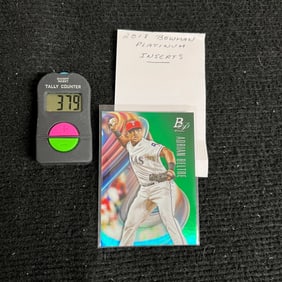 2018 BOWMAN
PLATINUM
INSERTS
TALLY COUNTER
379
ADRIAN BELTRE